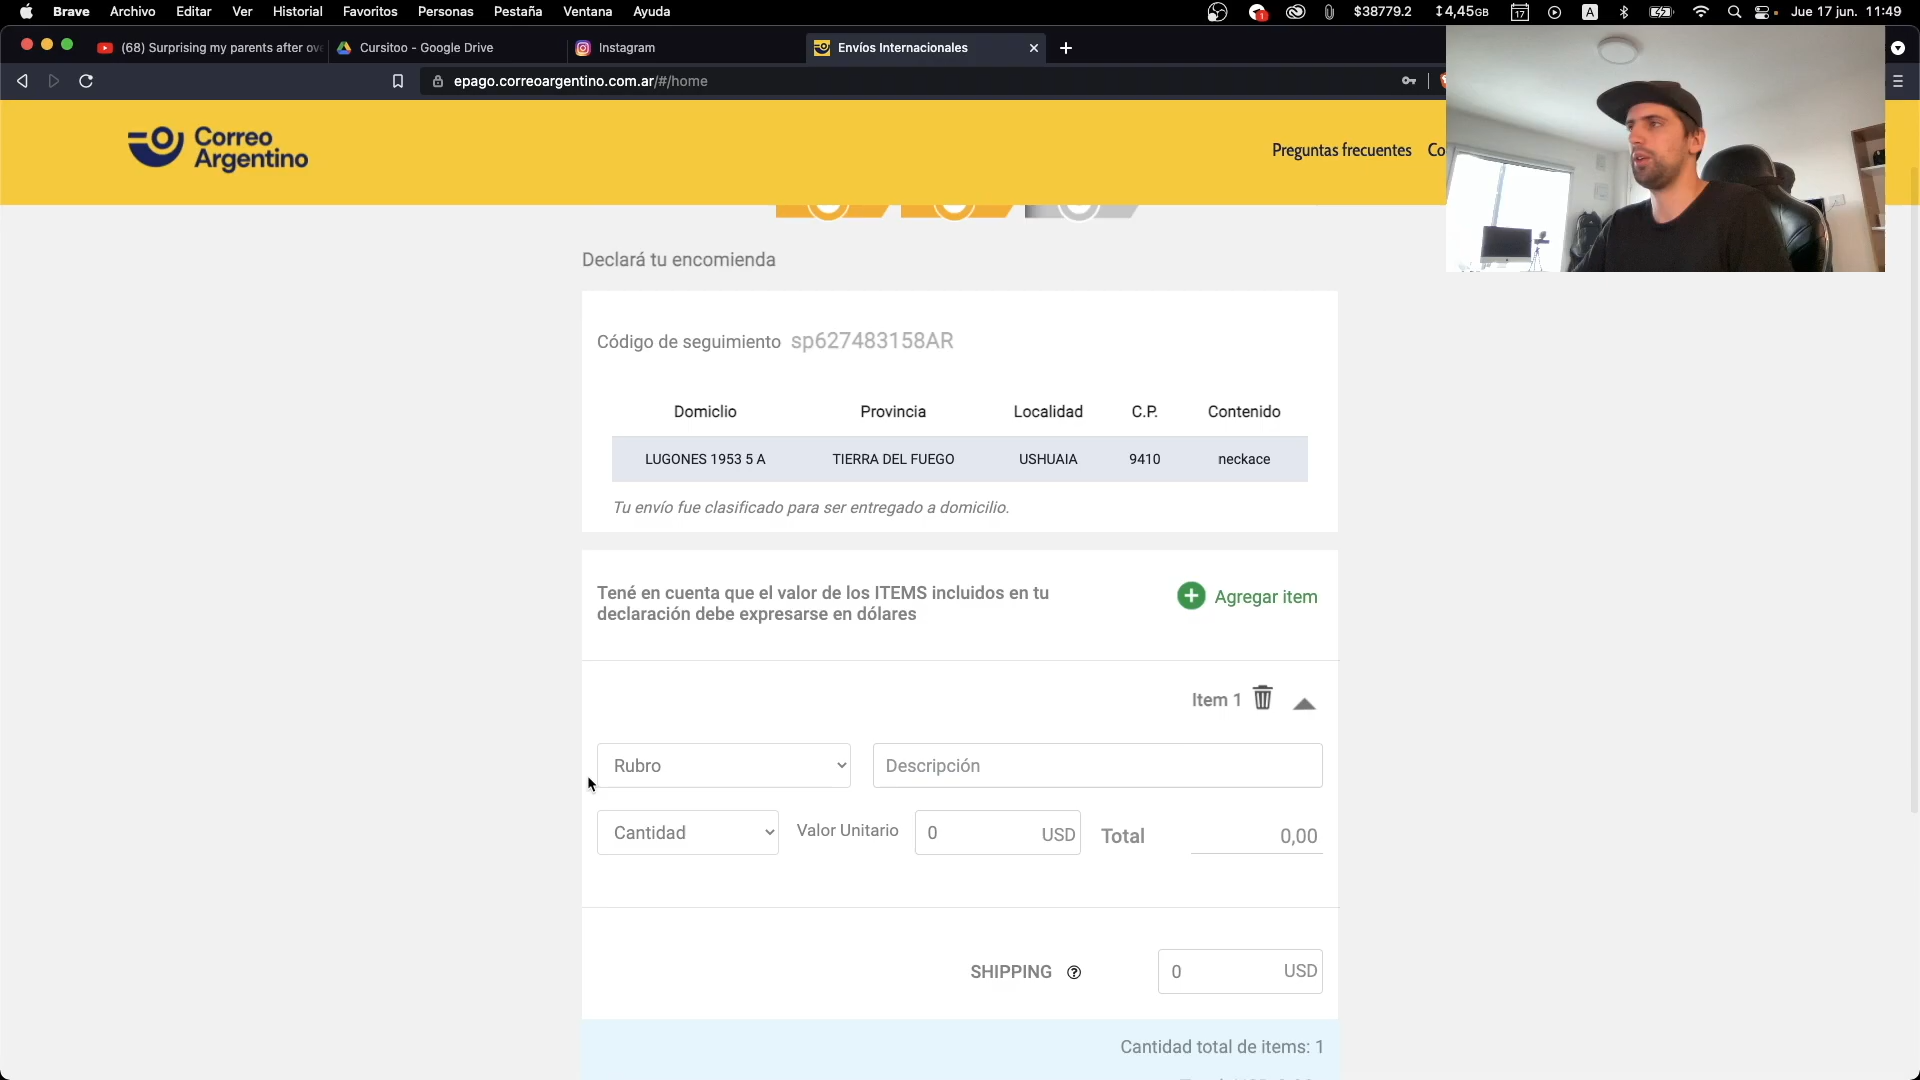 Brave Archivo Editar Ver Historial Favoritos Personas Pestaña Ventana Ayuda 1 $38779.2 4,45GB 17 A Jue 17 jun. 11:49
(68) Surprising my parents after ove
Cursitoo - Google Drive
Instagram
Envíos Internacionales
epago.correoargentino.com.ar/#/home
Correo
Argentino
Preguntas frecuentes Co
Declará tu encomienda
Código de seguimiento sp627483158AR
Domiclio Provincia Localidad C.P. Contenido
LUGONES 1953 5 A TIERRA DEL FUEGO USHUAIA 9410 neckace
Tu envío fue clasificado para ser entregado a domicilio.
Tené en cuenta que el valor de los ITEMS incluidos en tu
declaración debe expresarse en dólares
Agregar item
Item 1
Rubro Descripción
Cantidad Valor Unitario 0 USD Total 0,00
SHIPPING ? 0 USD
Cantidad total de items: 1